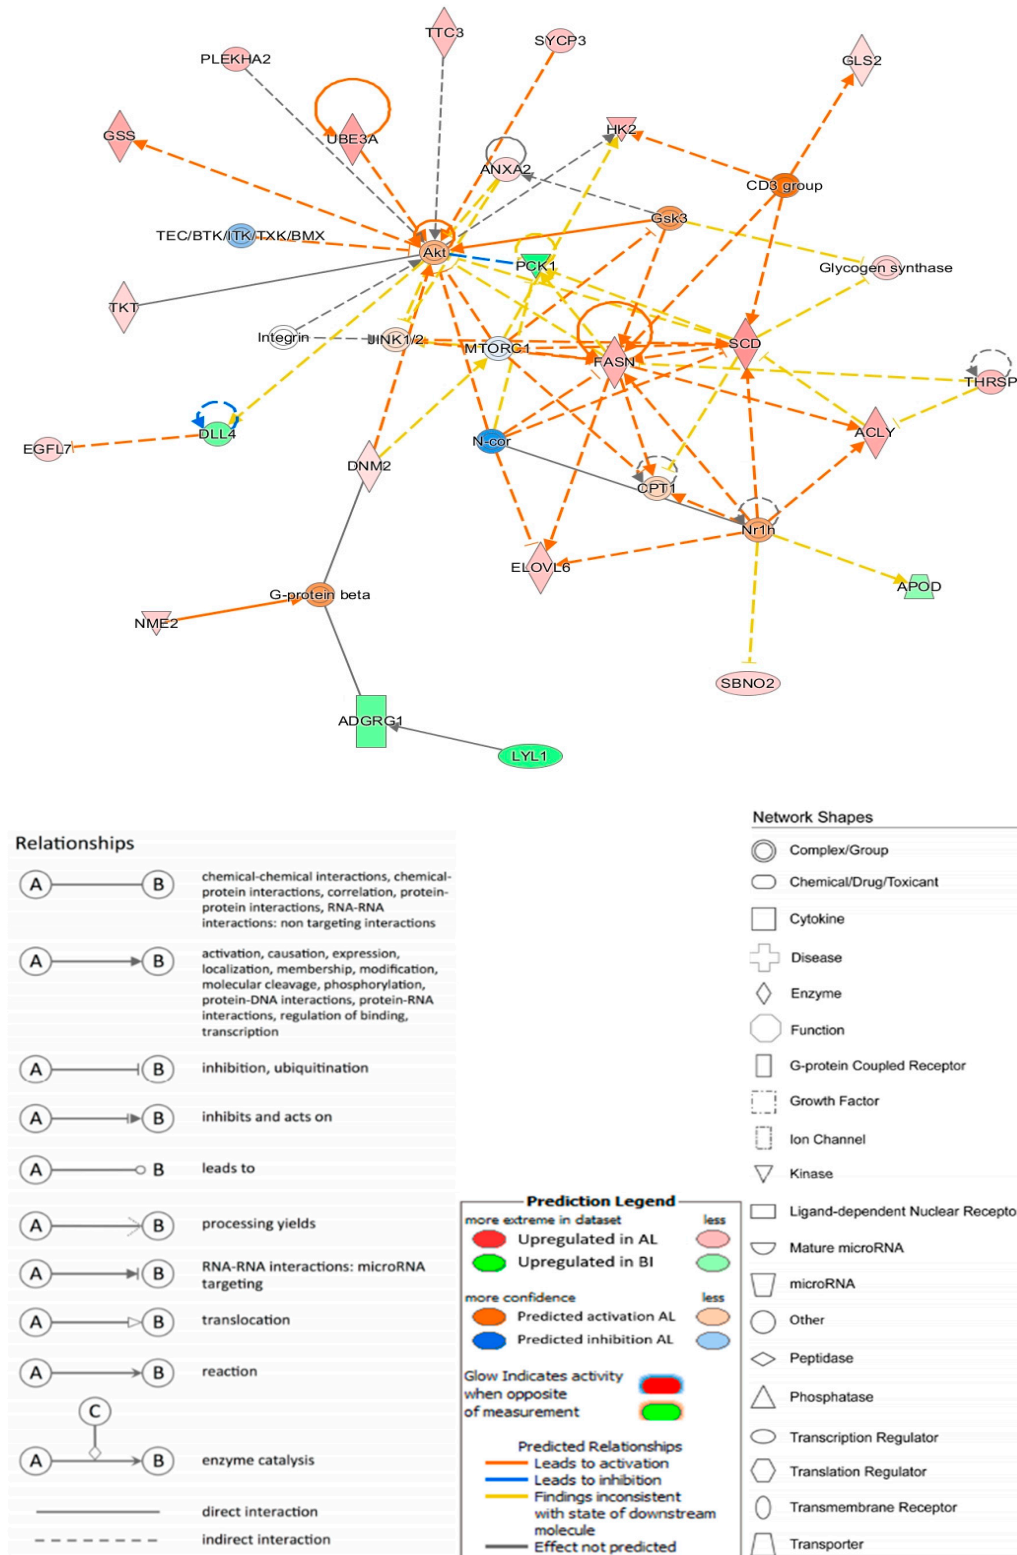 TTC3
SYCP3
PLEKHA2
GLS2
GSS
UBE3A
HK2
ANXA2
CD3 group
Gsk3
TEC/BTK/ITK/TXK/BMX
Akt
PCK1
Glycogen synthase
TKT
Integrin
JINK1/2
MTORC1
SCD
FASN
THRSP
DLL4
EGFL7
N-cor
ACLY
DNM2
CPT1
Nr1h
ELOVL6
APOD
G-protein beta
NME2
SBNO2
ADGRG1
LYL1
Relationships
A B chemical-chemical interactions, chemical-
protein interactions, correlation, protein-
protein interactions, RNA-RNA
interactions: non targeting interactions
A B activation, causation, expression,
localization, membership, modification,
molecular cleavage, phosphorylation,
protein-DNA interactions, protein-RNA
interactions, regulation of binding,
transcription
A B inhibition, ubiquitination
A B inhibits and acts on
A B leads to
A B processing yields
A B RNA-RNA interactions: microRNA
targeting
A B translocation
A B reaction
C
A B enzyme catalysis
direct interaction
indirect interaction
Prediction Legend
more extreme in dataset less
Upregulated in AL
Upregulated in BI
more confidence less
Predicted activation AL
Predicted inhibition AL
Glow Indicates activity
when opposite
of measurement
Predicted Relationships
Leads to activation
Leads to inhibition
Findings inconsistent
with state of downstream
molecule
Effect not predicted
Network Shapes
Complex/Group
Chemical/Drug/Toxicant
Cytokine
Disease
Enzyme
Function
G-protein Coupled Receptor
Growth Factor
Ion Channel
Kinase
Ligand-dependent Nuclear Recepto
Mature microRNA
microRNA
Other
Peptidase
Phosphatase
Transcription Regulator
Translation Regulator
Transmembrane Receptor
Transporter